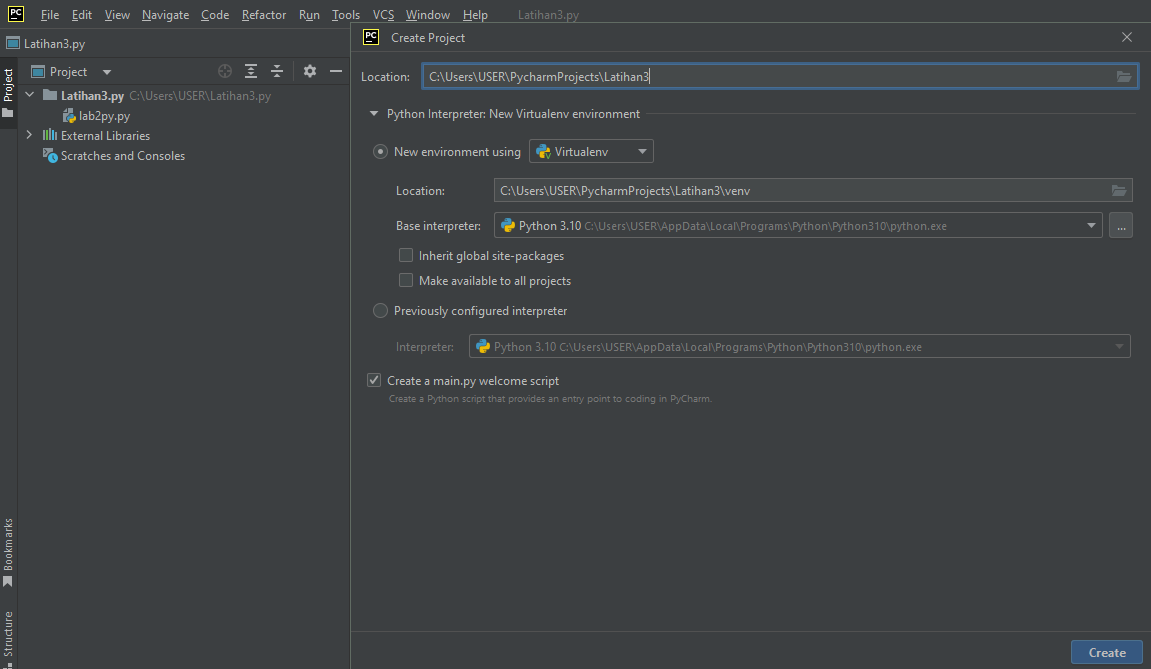 PC File Edit View Navigate Code Refactor Run Tools VCS Window Help Latihan3.py
Latihan3.py
Project
Project
Latihan3.py C:\Users\USER\Latihan3.py
lab2py.py
External Libraries
Scratches and Consoles
Bookmarks
Structure
PC Create Project
Location: C:\Users\USER\PycharmProjects\Latihan3
Python Interpreter: New Virtualenv environment
New environment using Virtualenv
Location: C:\Users\USER\PycharmProjects\Latihan3\venv
Base interpreter: Python 3.10 C:\Users\USER\AppData\Local\Programs\Python\Python310\python.exe ...
Inherit global site-packages
Make available to all projects
Previously configured interpreter
Interpreter: Python 3.10 C:\Users\USER\AppData\Local\Programs\Python\Python310\python.exe
Create a main.py welcome script
Create a Python script that provides an entry point to coding in PyCharm.
Create